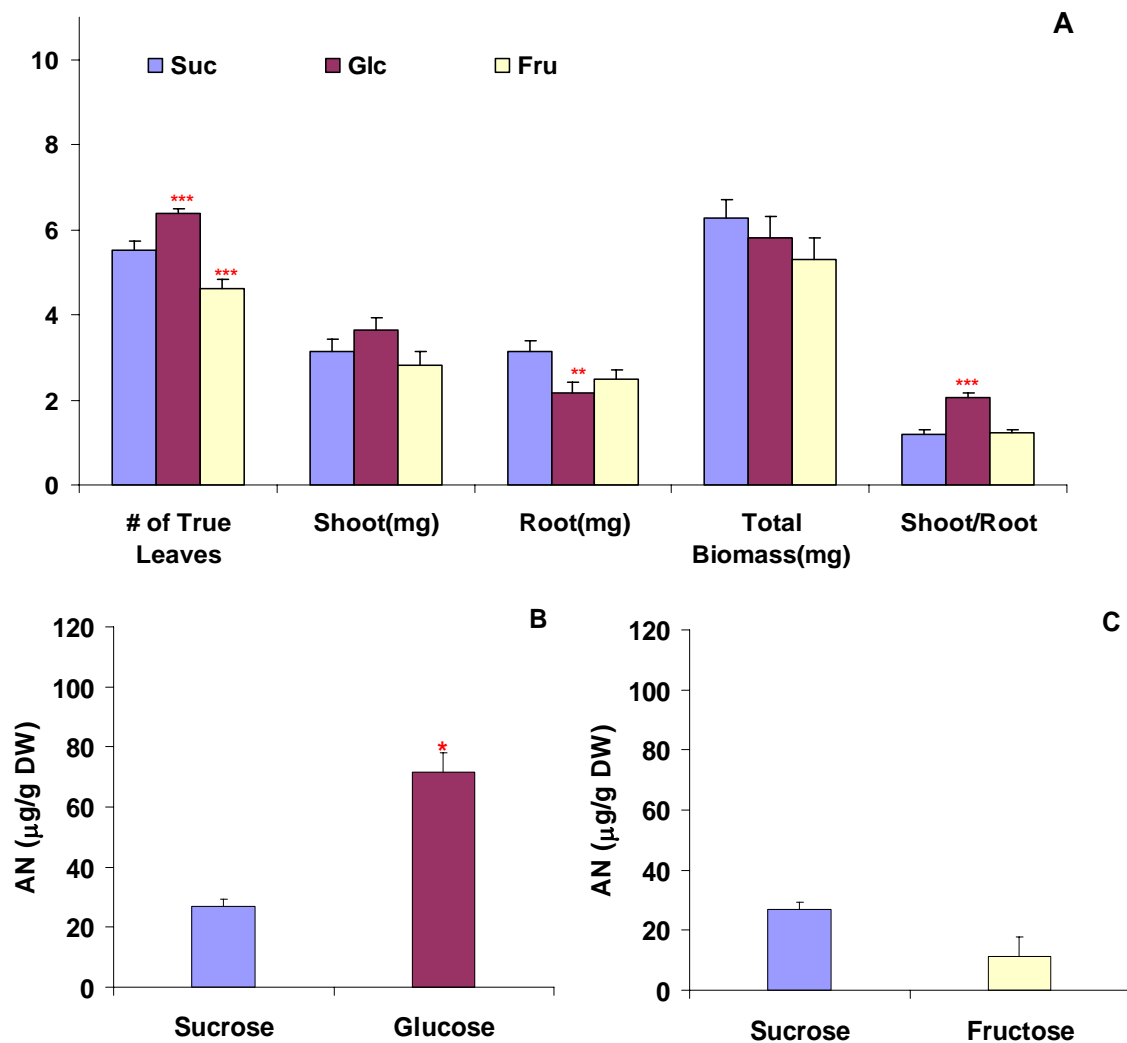 A
Suc Glc Fru
10
8
6
4
2
0
***
***
**
***
# of True Leaves
Shoot(mg)
Root(mg)
Total Biomass(mg)
Shoot/Root
B
AN (μg/g DW)
120
100
80
60
40
20
0
*
Sucrose Glucose
C
AN (μg/g DW)
120
100
80
60
40
20
0
Sucrose Fructose